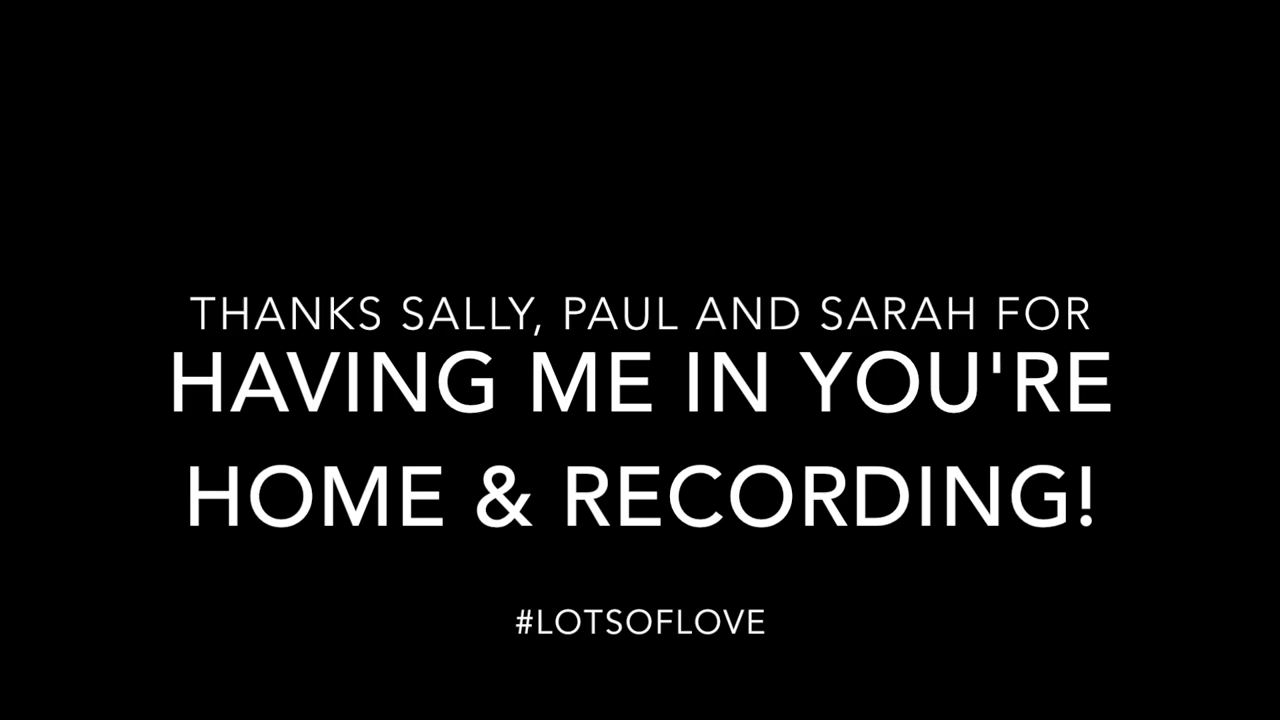 THANKS SALLY, PAUL AND SARAH FOR
HAVING ME IN YOU'RE
HOME & RECORDING!
#LOTSOFLOVE